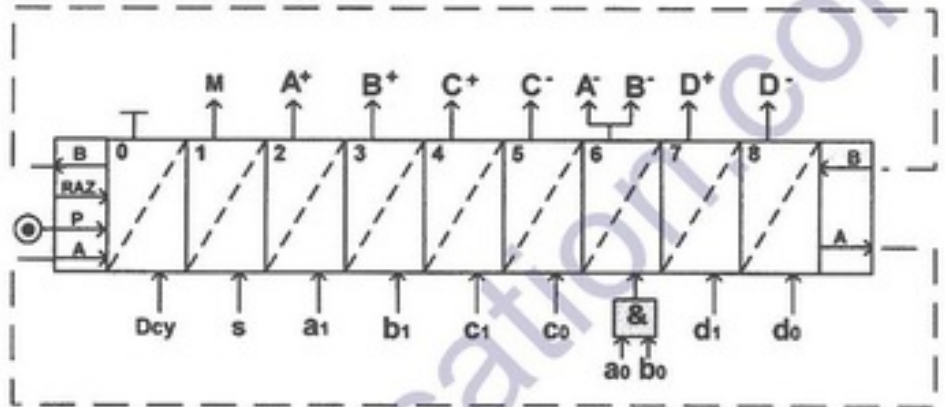 M A⁺ B⁺ C⁺ C⁻ A⁻ B⁻ D⁺ D⁻
0 1 2 3 4 5 6 7 8
B B
RAZ
P
A A
Dcy s a₁ b₁ c₁ c₀ & d₁ d₀
a₀ b₀